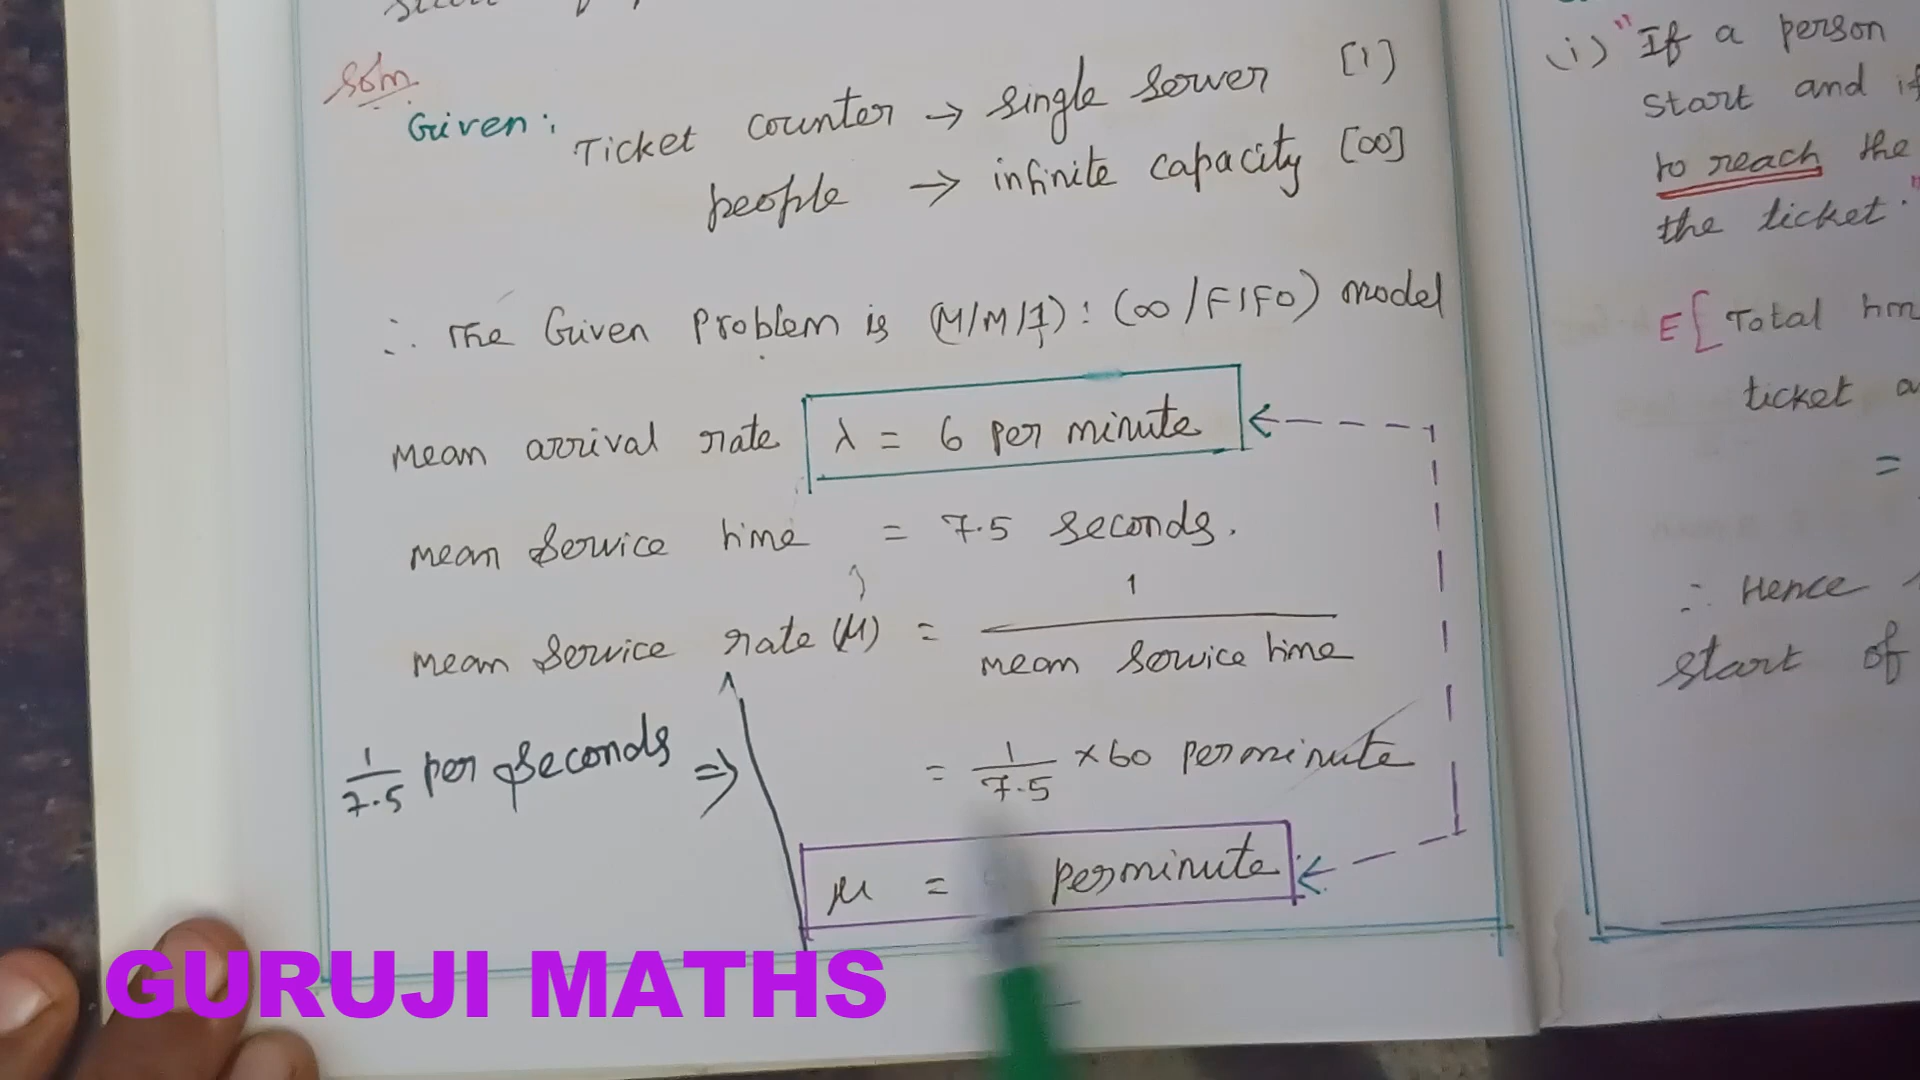 Soln.
Given: Ticket counter → single server [1]
people → infinite capacity [∞]
∴ The Given Problem is (M/M/1) : (∞/FIFO) model
Mean arrival rate λ = 6 per minute
mean service time = 7.5 seconds.
mean service rate (μ) = 1 / mean service time
1/7.5 per seconds ⇒ = 1/7.5 × 60 per minute
μ = per minute
GURUJI MATHS
(i) "If a person
start and if
to reach the
the ticket."
E[Total
ticket
=
∴ Hence
start of